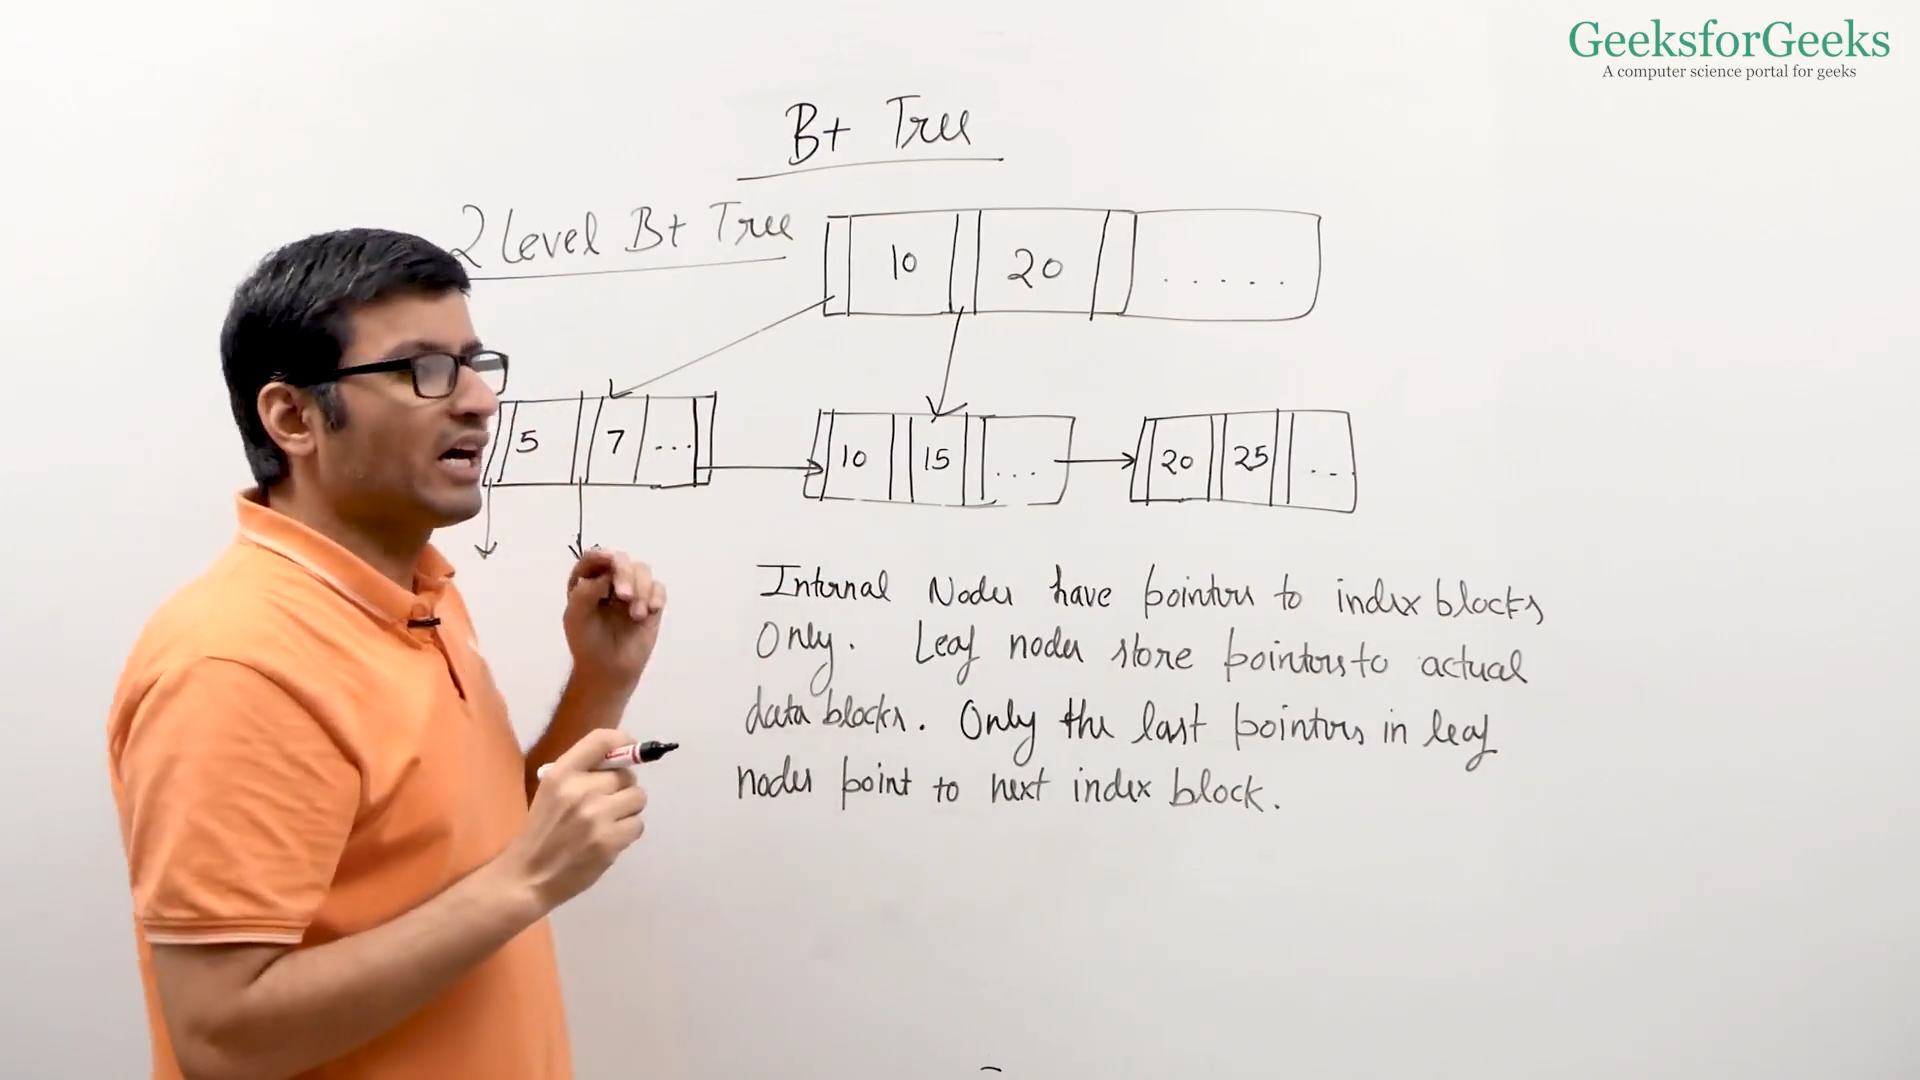 GeeksforGeeks
A computer science portal for geeks
B+ Tree
2 Level B+ Tree
10 20 ......
5 7 ...
10 15 ...
20 25 ...
Internal Nodes have pointers to index blocks
Only. Leaf nodes store pointers to actual
data blocks. Only the last pointers in leaf
nodes point to next index block.